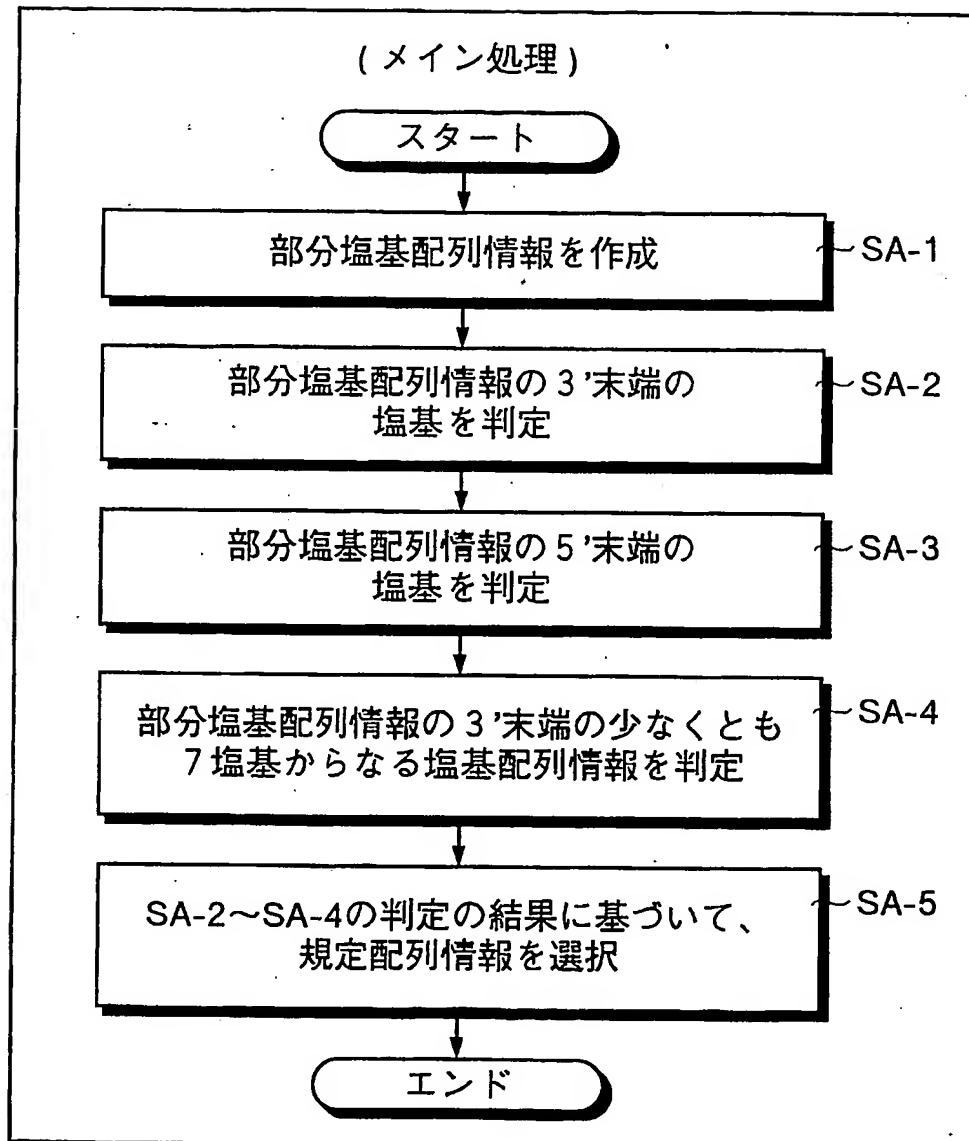 (メイン処理)
スタート
部分塩基配列情報を作成
SA-1
部分塩基配列情報の3'末端の
塩基を判定
SA-2
部分塩基配列情報の5'末端の
塩基を判定
SA-3
部分塩基配列情報の3'末端の少なくとも
7塩基からなる塩基配列情報を判定
SA-4
SA-2~SA-4の判定の結果に基づいて、
規定配列情報を選択
SA-5
エンド